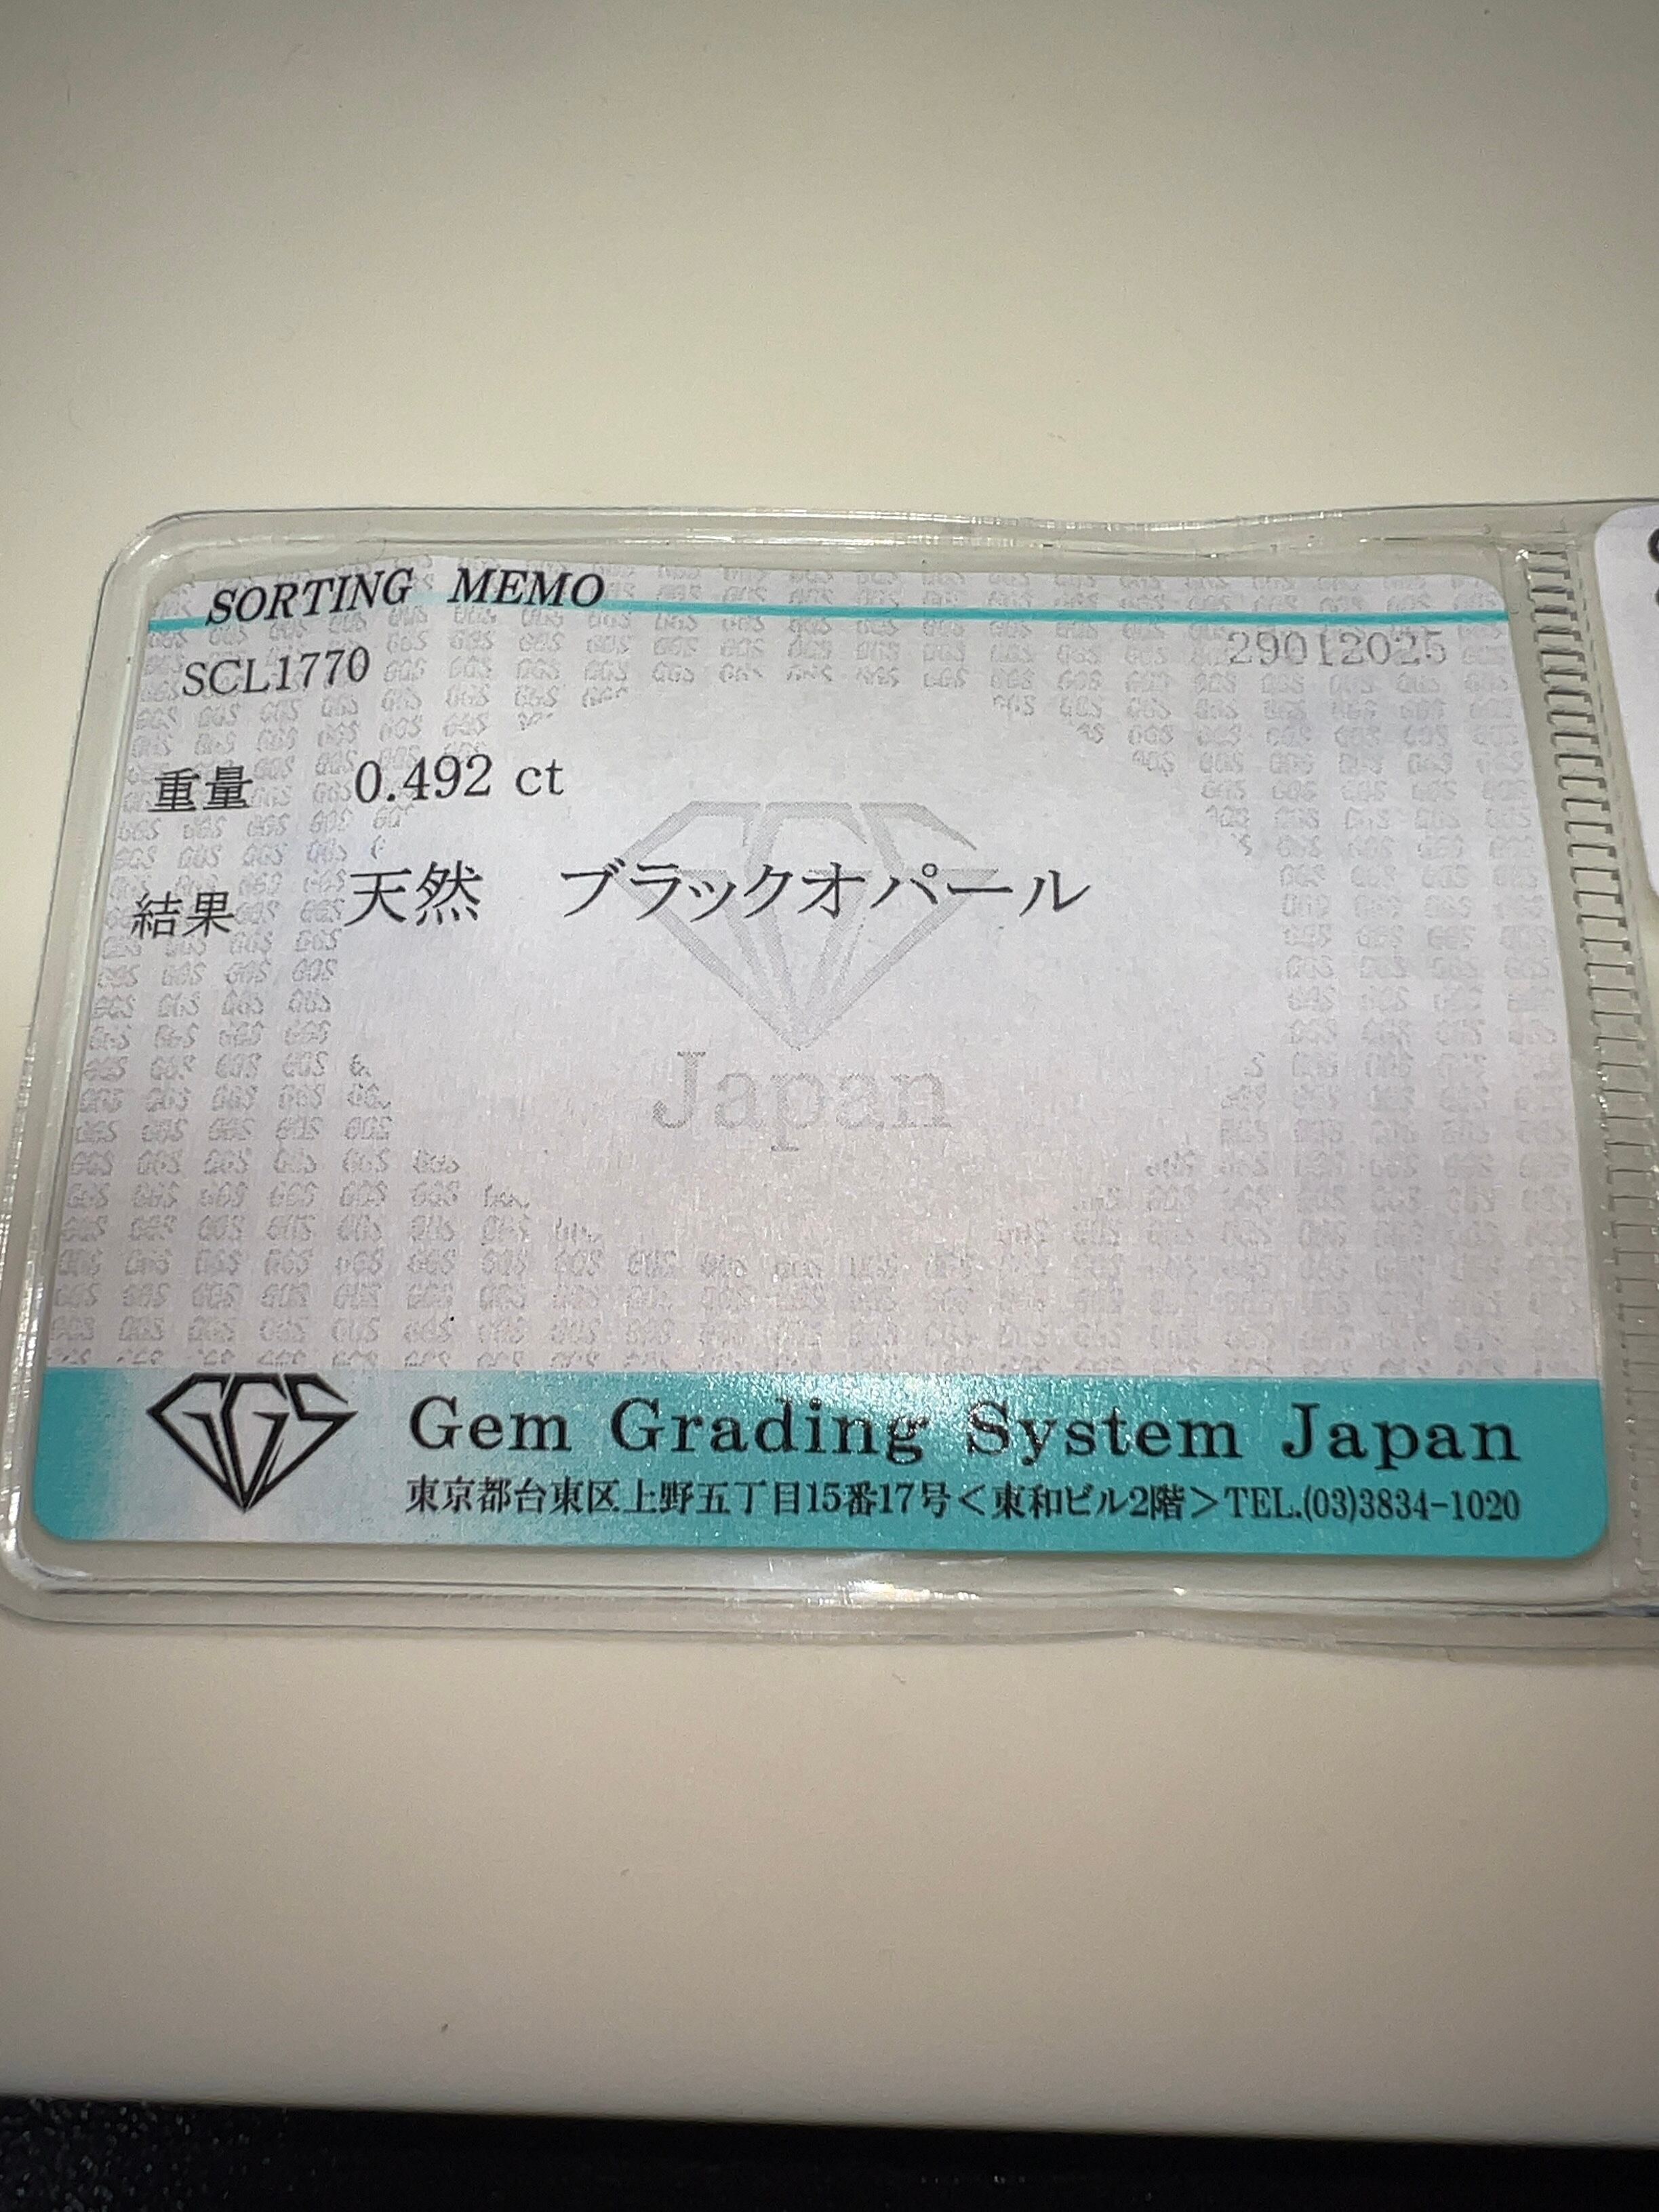 SORTING MEMO
SCL1770 29012025
重量 0.492 ct
結果 天然 ブラックオパール
GGS
Japan
GGS Gem Grading System Japan
東京都台東区上野五丁目15番17号<東和ビル2階>TEL.(03)3834-1020